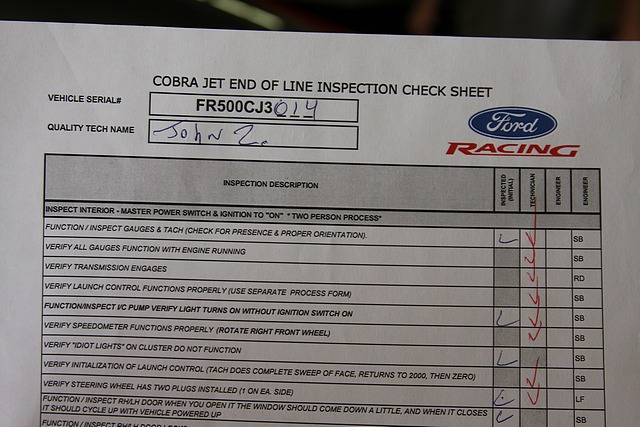 COBRA JET END OF LINE INSPECTION CHECK SHEET
VEHICLE SERIAL# FR500CJ3014
QUALITY TECH NAME John Z.
Ford
RACING
INSPECTION DESCRIPTION INSPECTED (INITIAL) TECHNICIAN ENGINEER ENGINEER
INSPECT INTERIOR - MASTER POWER SWITCH & IGNITION TO "ON" " TWO PERSON PROCESS"
FUNCTION / INSPECT GAUGES & TACH (CHECK FOR PRESENCE & PROPER ORIENTATION). SB
VERIFY ALL GAUGES FUNCTION WITH ENGINE RUNNING SB
VERIFY TRANSMISSION ENGAGES RD
VERIFY LAUNCH CONTROL FUNCTIONS PROPERLY (USE SEPARATE PROCESS FORM) SB
FUNCTION/INSPECT I/C PUMP VERIFY LIGHT TURNS ON WITHOUT IGNITION SWITCH ON SB
VERIFY SPEEDOMETER FUNCTIONS PROPERLY (ROTATE RIGHT FRONT WHEEL) SB
VERIFY "IDIOT LIGHTS" ON CLUSTER DO NOT FUNCTION SB
VERIFY INITIALIZATION OF LAUNCH CONTROL (TACH DOES COMPLETE SWEEP OF FACE, RETURNS TO 2000, THEN ZERO) SB
VERIFY STEERING WHEEL HAS TWO PLUGS INSTALLED (1 ON EA. SIDE) LF
FUNCTION / INSPECT RH/LH DOOR WHEN YOU OPEN IT THE WINDOW SHOULD COME DOWN A LITTLE, AND WHEN IT CLOSES
IT SHOULD CYCLE UP WITH VEHICLE POWERED UP SB
FUNCTION / INSPECT RH/LH DOOR